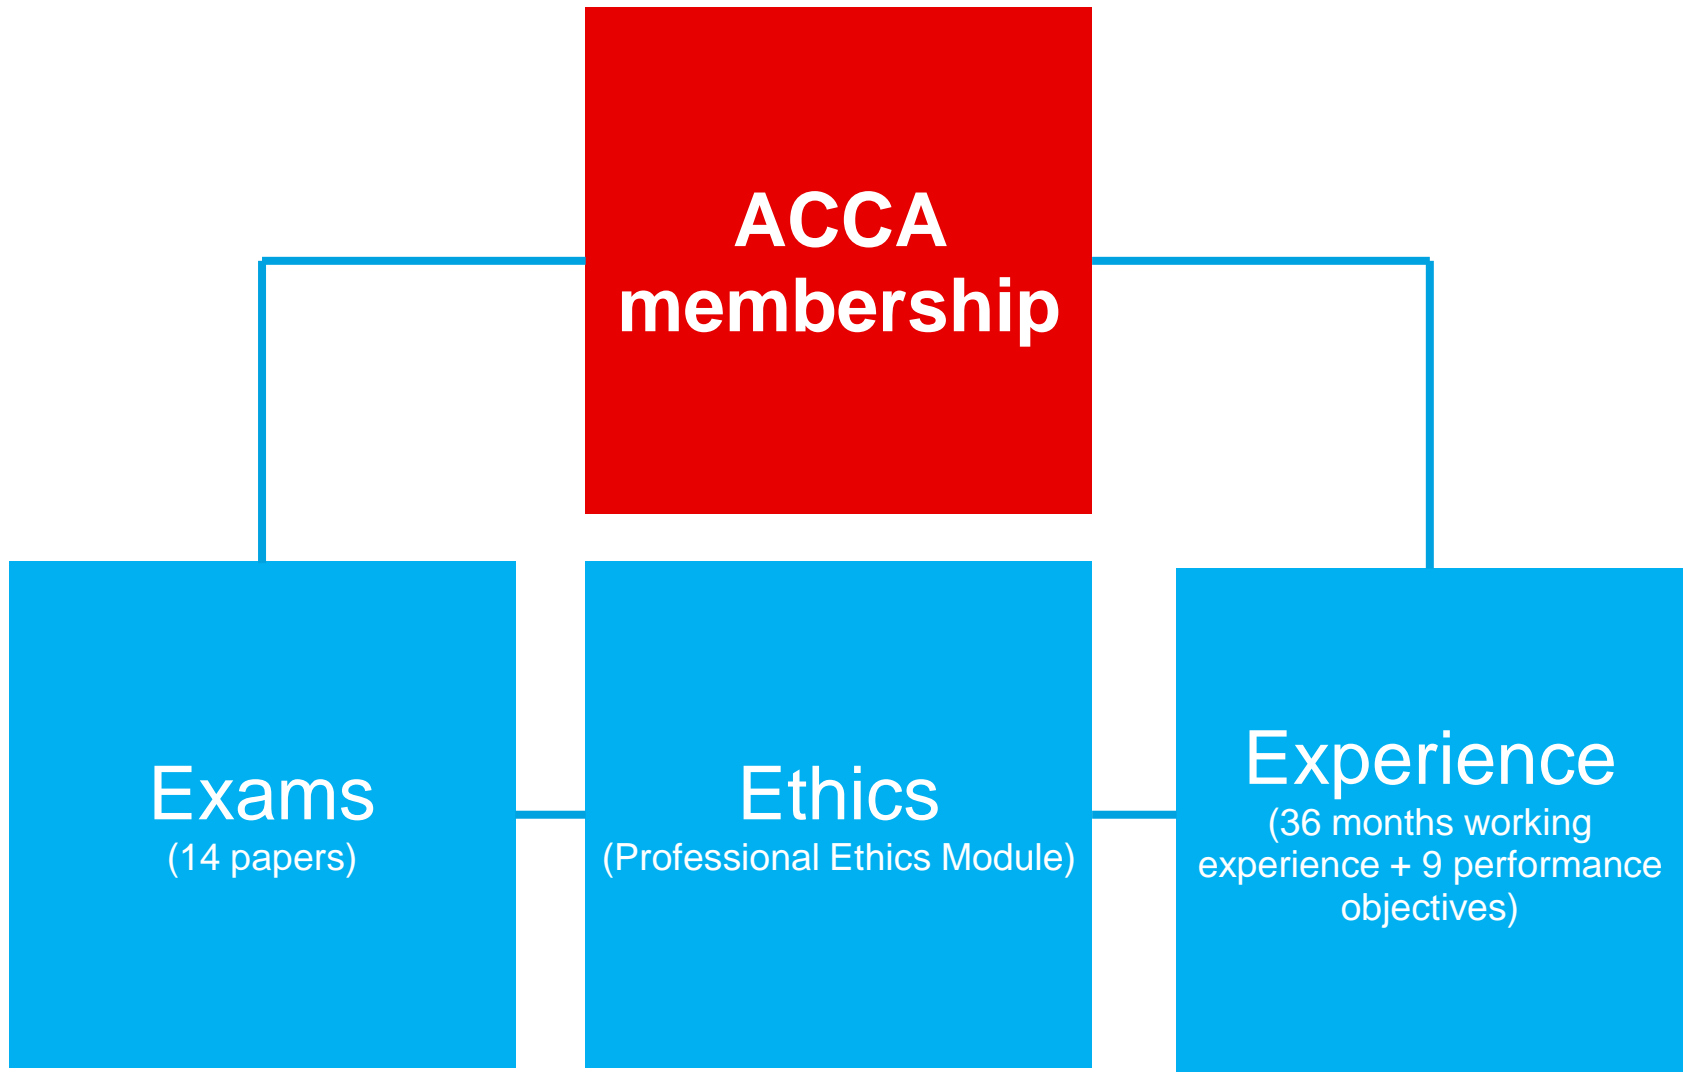 ACCA
membership
Exams
(14 papers)
Ethics
(Professional Ethics Module)
Experience
(36 months working
experience + 9 performance
objectives)